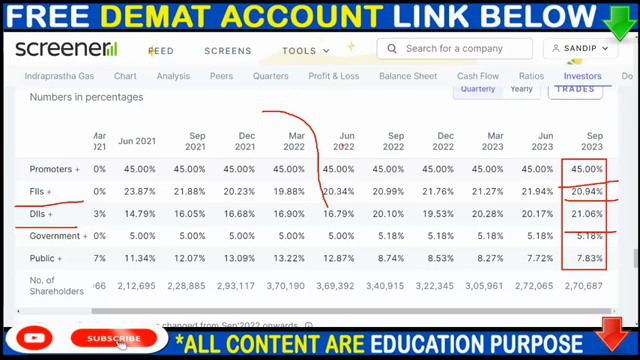 FREE DEMAT ACCOUNT LINK BELOW
screener FEED SCREENS TOOLS Search for a company SANDIP
Indraprastha Gas Chart Analysis Peers Quarters Profit & Loss Balance Sheet Cash Flow Ratios Investors Do
Numbers in percentages Quarterly Yearly TRADES
Mar 2021 Jun 2021 Sep 2021 Dec 2021 Mar 2022 Jun 2022 Sep 2022 Dec 2022 Mar 2023 Jun 2023 Sep 2023
Promoters + 0% 45.00% 45.00% 45.00% 45.00% 45.00% 45.00% 45.00% 45.00% 45.00% 45.00%
FIIs + 0% 23.87% 21.88% 20.23% 19.88% 20.34% 20.99% 21.76% 21.27% 21.94% 20.94%
DIIs + 3% 14.79% 16.05% 16.68% 16.90% 16.79% 20.10% 19.53% 20.28% 20.17% 21.06%
Government + 0% 5.00% 5.00% 5.00% 5.00% 5.00% 5.18% 5.18% 5.18% 5.18% 5.18%
Public + 7% 11.34% 12.07% 13.09% 13.22% 12.87% 8.74% 8.53% 8.27% 7.72% 7.83%
No. of Shareholders 066 2,12,695 2,28,885 2,93,117 3,70,190 3,69,392 3,40,915 3,22,345 3,05,961 2,72,065 2,70,687
changed from Sep'2022 onwards
SUBSCRIBE *ALL CONTENT ARE EDUCATION PURPOSE